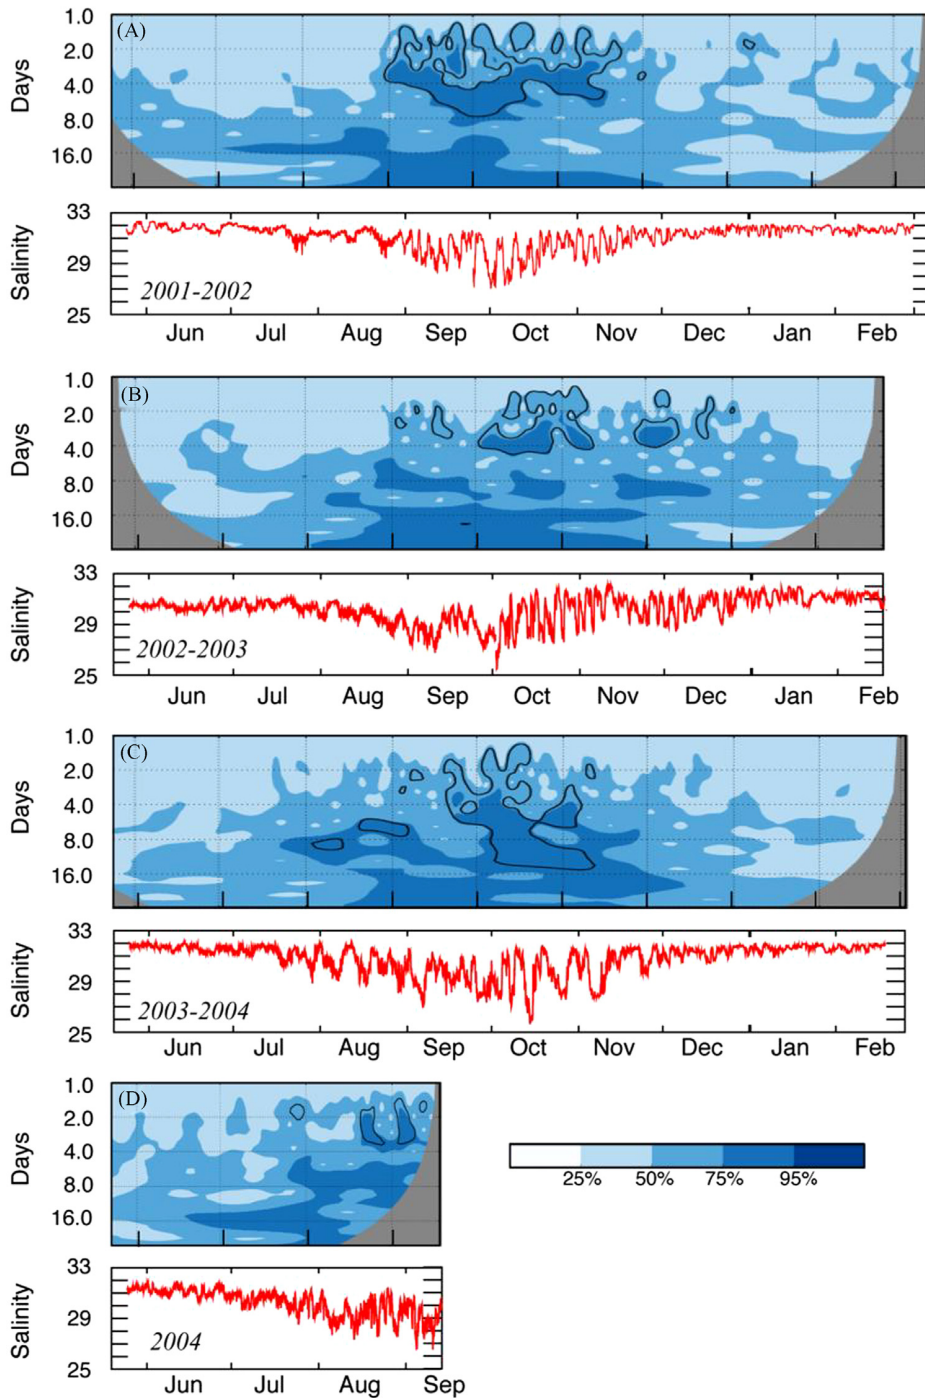 1.0
(A)
2.0
Days
4.0
8.0
16.0
33
Salinity
29
2001-2002
25
Jun Jul Aug Sep Oct Nov Dec Jan Feb
1.0
(B)
2.0
Days
4.0
8.0
16.0
33
Salinity
29
2002-2003
25
Jun Jul Aug Sep Oct Nov Dec Jan Feb
1.0
(C)
2.0
Days
4.0
8.0
16.0
33
Salinity
29
2003-2004
25
Jun Jul Aug Sep Oct Nov Dec Jan Feb
1.0
(D)
2.0
Days
4.0
8.0
16.0
25% 50% 75% 95%
33
Salinity
29
2004
25
Jun Jul Aug Sep